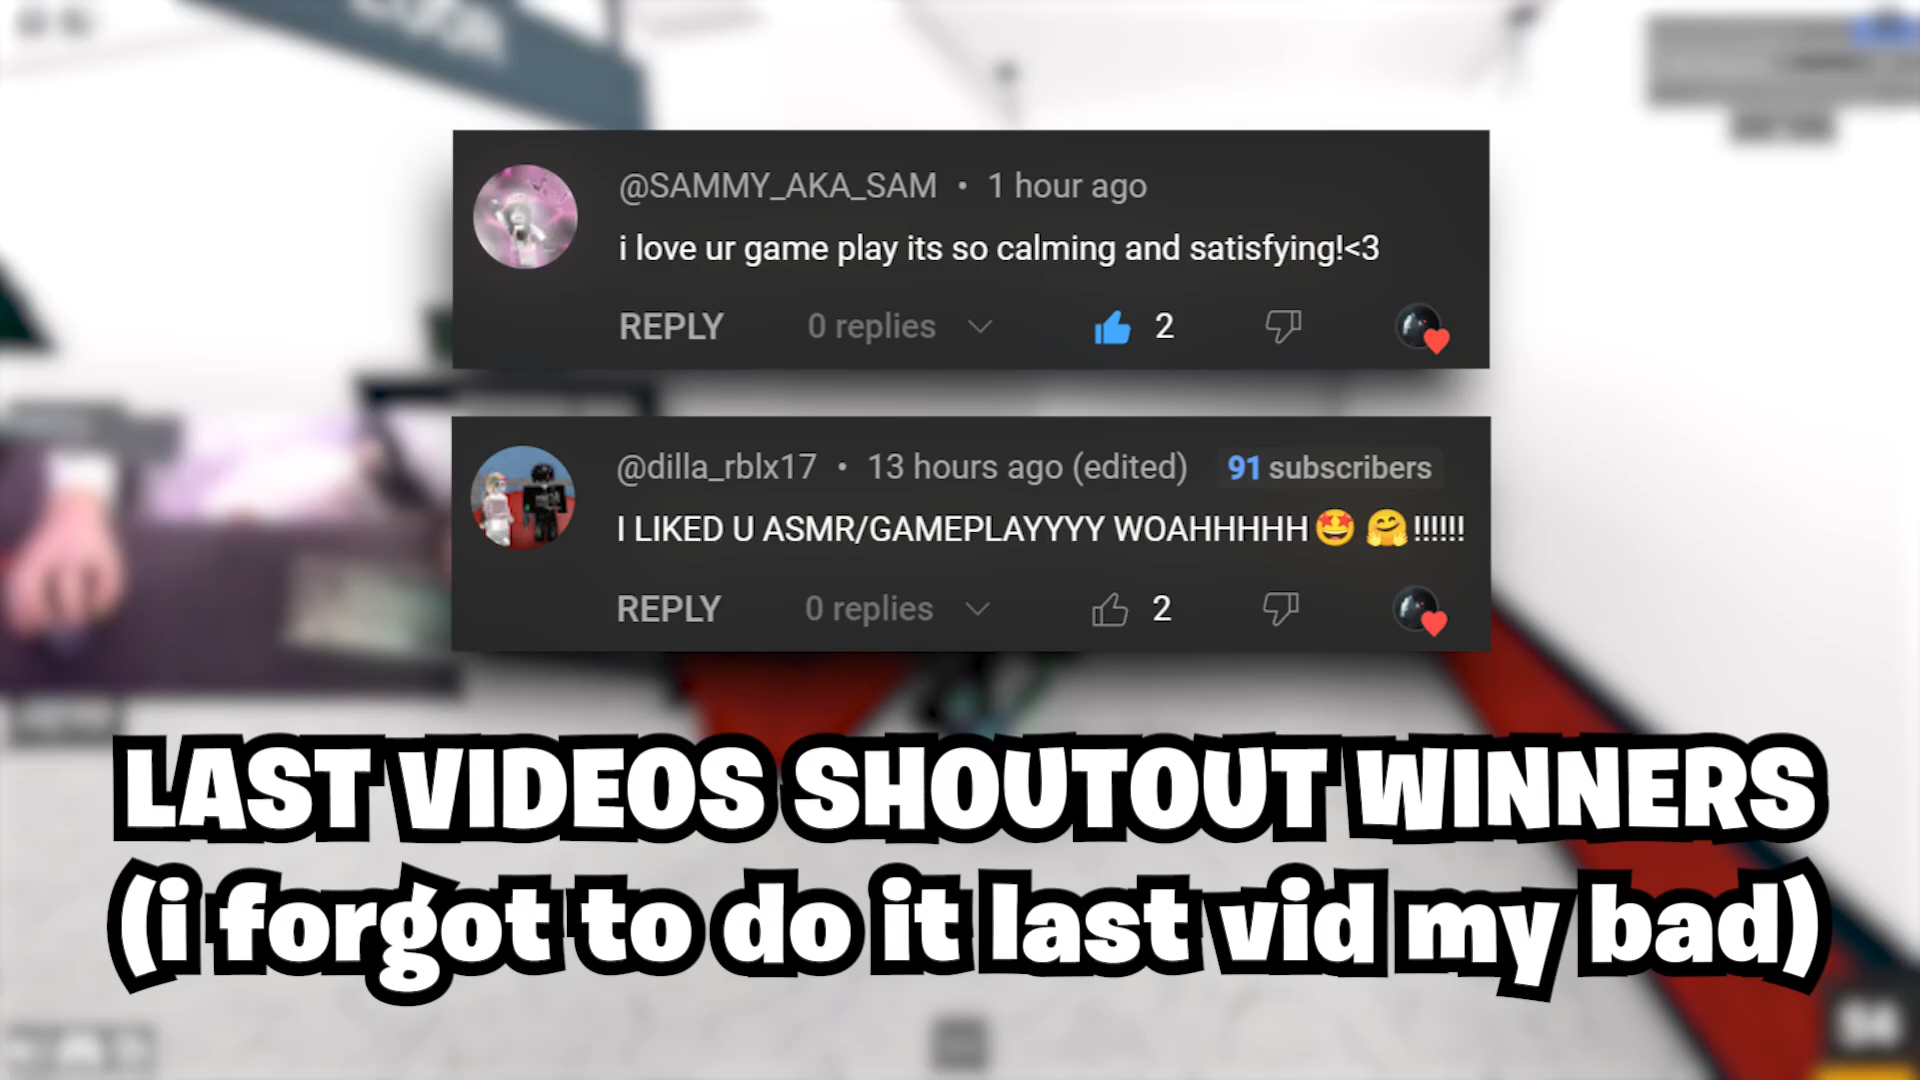 @SAMMY_AKA_SAM • 1 hour ago
i love ur game play its so calming and satisfying!<3
REPLY 0 replies 2
@dilla_rblx17 • 13 hours ago (edited) 91 subscribers
I LIKED U ASMR/GAMEPLAYYYY WOAHHHHH🤩 🤗!!!!!!
REPLY 0 replies 2
LAST VIDEOS SHOUTOUT WINNERS
(i forgot to do it last vid my bad)